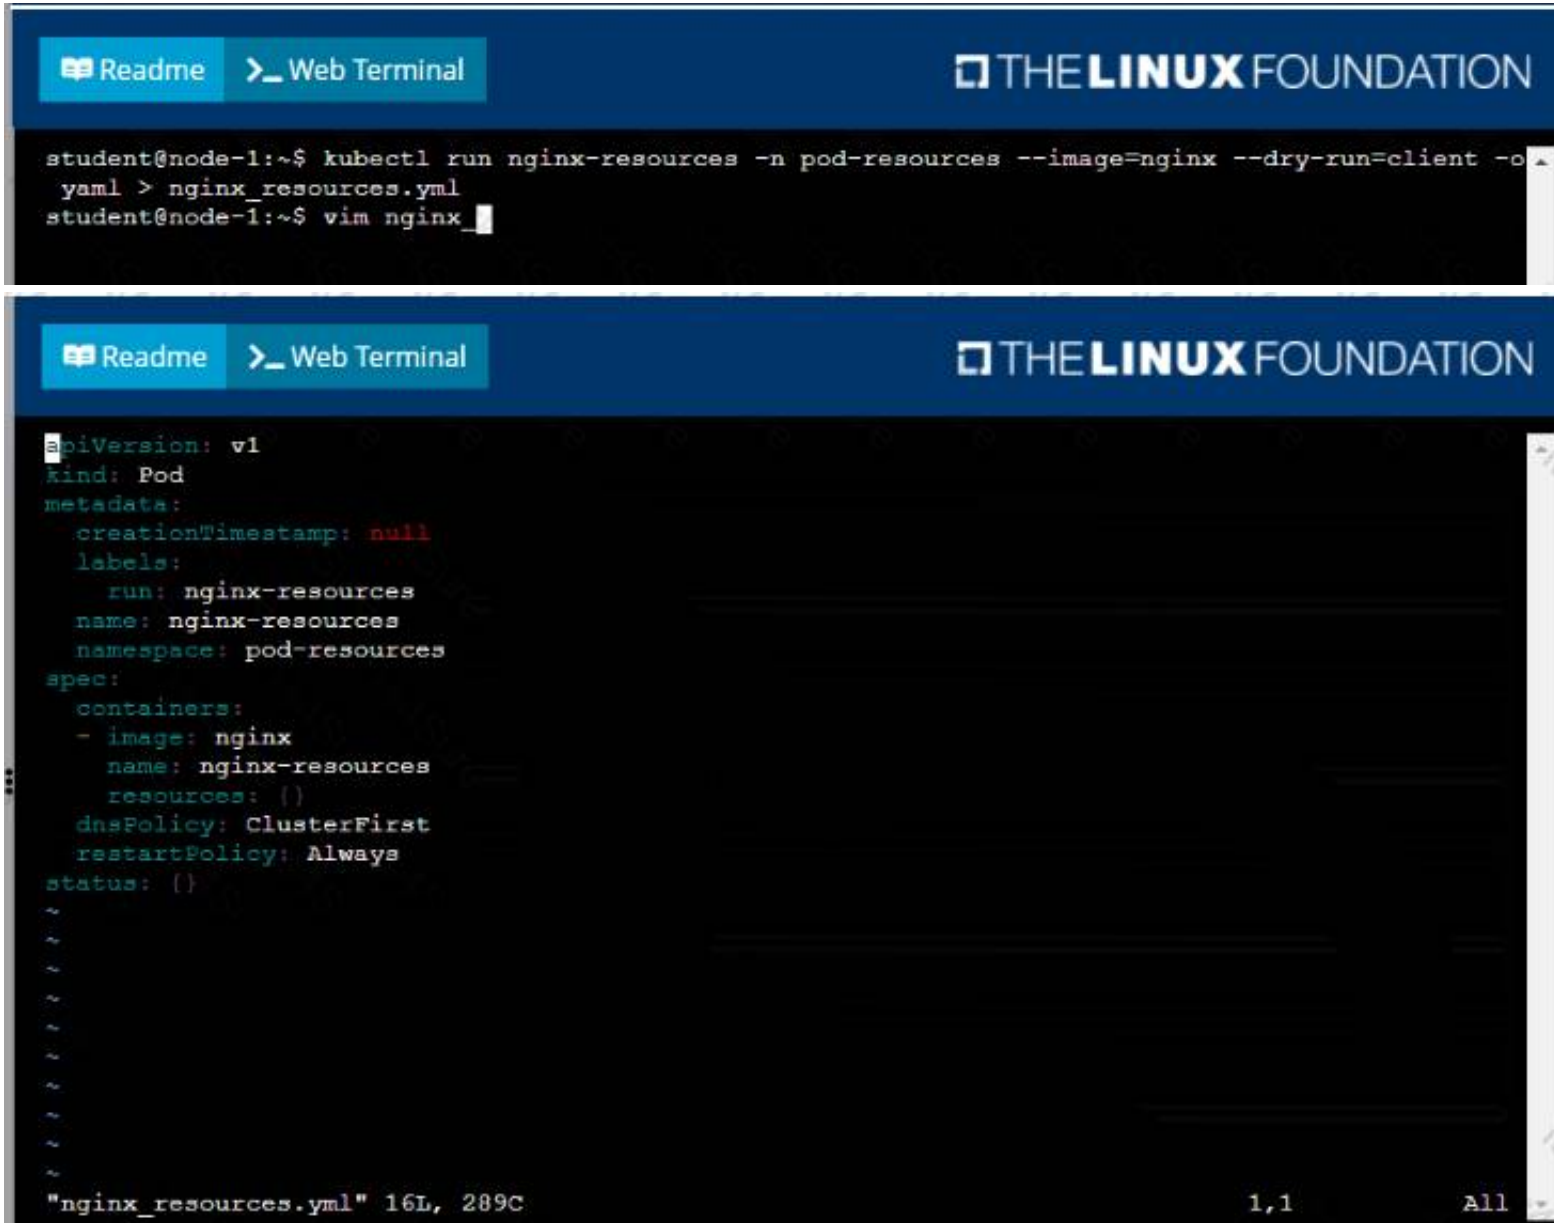 Readme >_ Web Terminal THE LINUX FOUNDATION
student@node-1:~$ kubectl run nginx-resources -n pod-resources --image=nginx --dry-run=client -o
 yaml > nginx_resources.yml
student@node-1:~$ vim nginx_
Readme >_ Web Terminal THE LINUX FOUNDATION
apiVersion: v1
kind: Pod
metadata:
  creationTimestamp: null
  labels:
    run: nginx-resources
  name: nginx-resources
  namespace: pod-resources
spec:
  containers:
  - image: nginx
    name: nginx-resources
    resources: {}
  dnsPolicy: ClusterFirst
  restartPolicy: Always
status: {}
~
~
~
~
~
~
~
~
~
~
"nginx_resources.yml" 16L, 289C 1,1 All